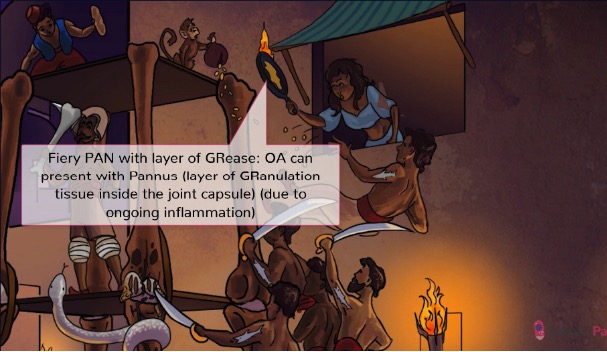 Fiery PAN with layer of GRease: OA can
present with Pannus (layer of GRanulation
tissue inside the joint capsule) (due to
ongoing inflammation)